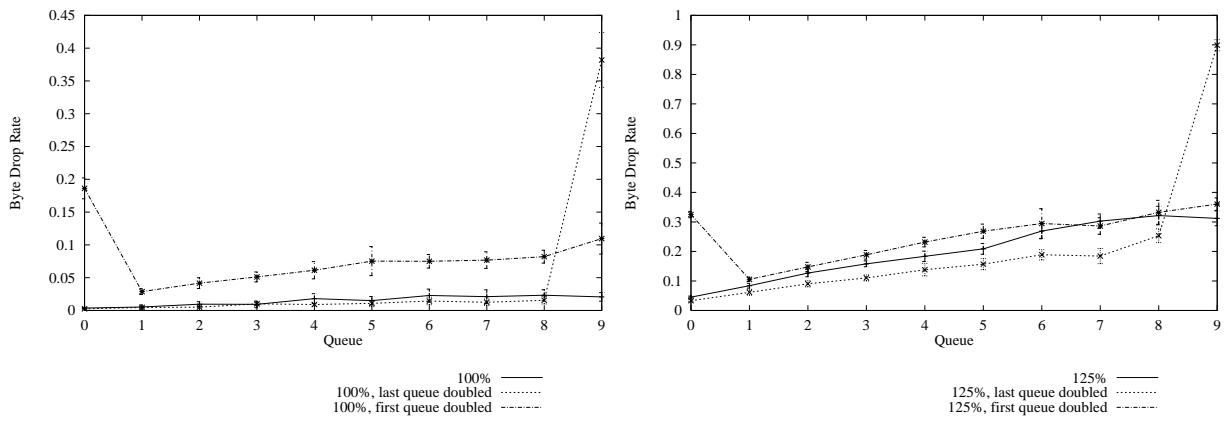 0.45
0.4
0.35
0.3
0.25
0.2
0.15
0.1
0.05
0
Byte Drop Rate
0 1 2 3 4 5 6 7 8 9
Queue
100%
100%, last queue doubled
100%, first queue doubled
1
0.9
0.8
0.7
0.6
0.5
0.4
0.3
0.2
0.1
0
Byte Drop Rate
0 1 2 3 4 5 6 7 8 9
Queue
125%
125%, last queue doubled
125%, first queue doubled